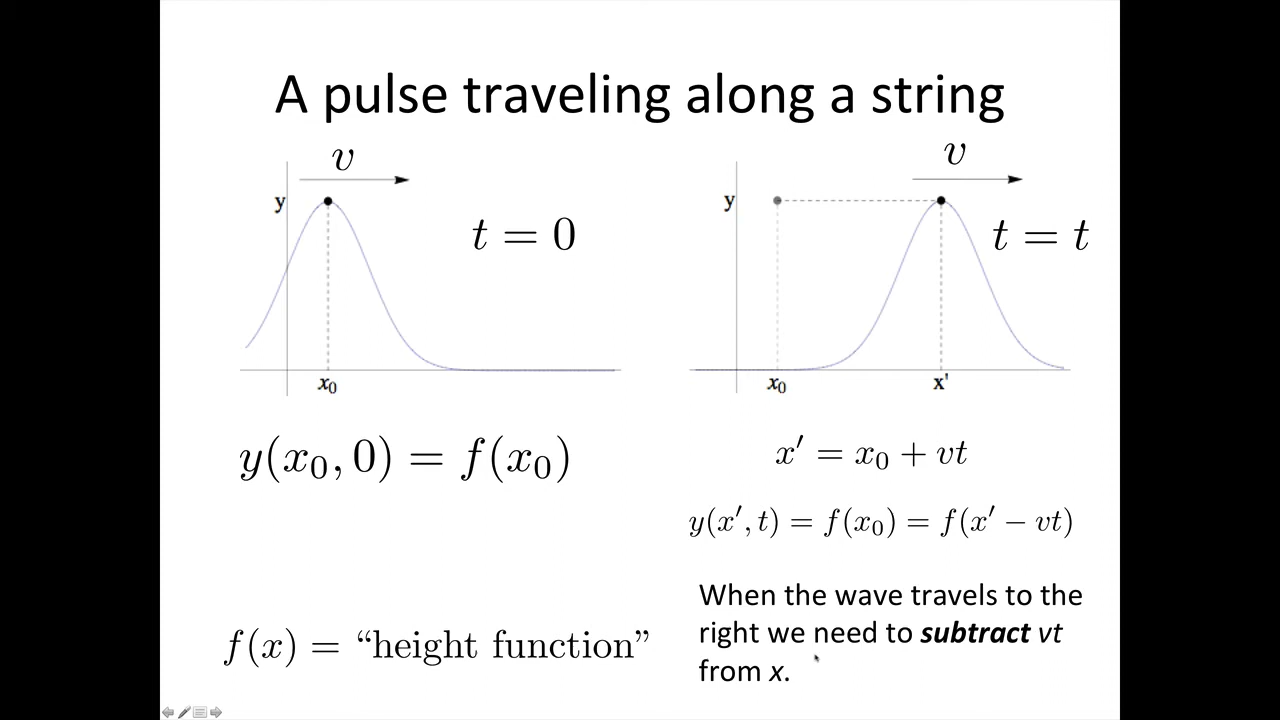 A pulse traveling along a string
v
y
t = 0
x₀
y(x₀, 0) = f(x₀)
f(x) = “height function”
v
y
t = t
x₀
x'
x′ = x₀ + vt
y(x′, t) = f(x₀) = f(x′ − vt)
When the wave travels to the
right we need to subtract vt
from x.